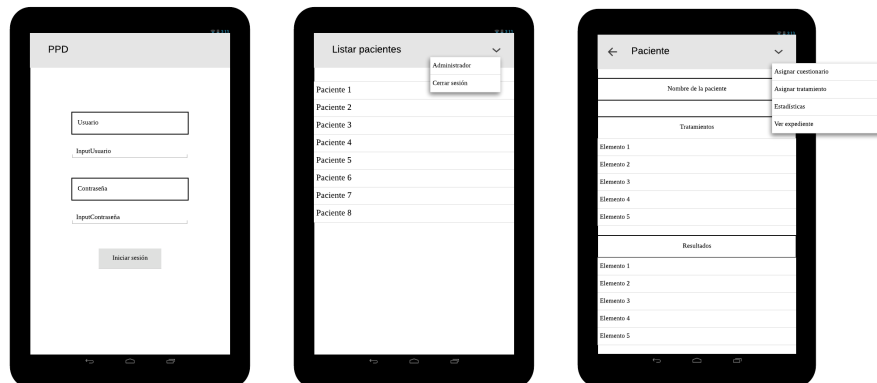 PPD
Usuario
InputUsuario
Contraseña
InputContraseña
Iniciar sesión
Listar pacientes
Administrador
Cerrar sesión
Paciente 1
Paciente 2
Paciente 3
Paciente 4
Paciente 5
Paciente 6
Paciente 7
Paciente 8
Paciente
Asignar cuestionario
Asignar tratamiento
Estadísticas
Ver expediente
Nombre de la paciente
Tratamientos
Elemento 1
Elemento 2
Elemento 3
Elemento 4
Elemento 5
Resultados
Elemento 1
Elemento 2
Elemento 3
Elemento 4
Elemento 5